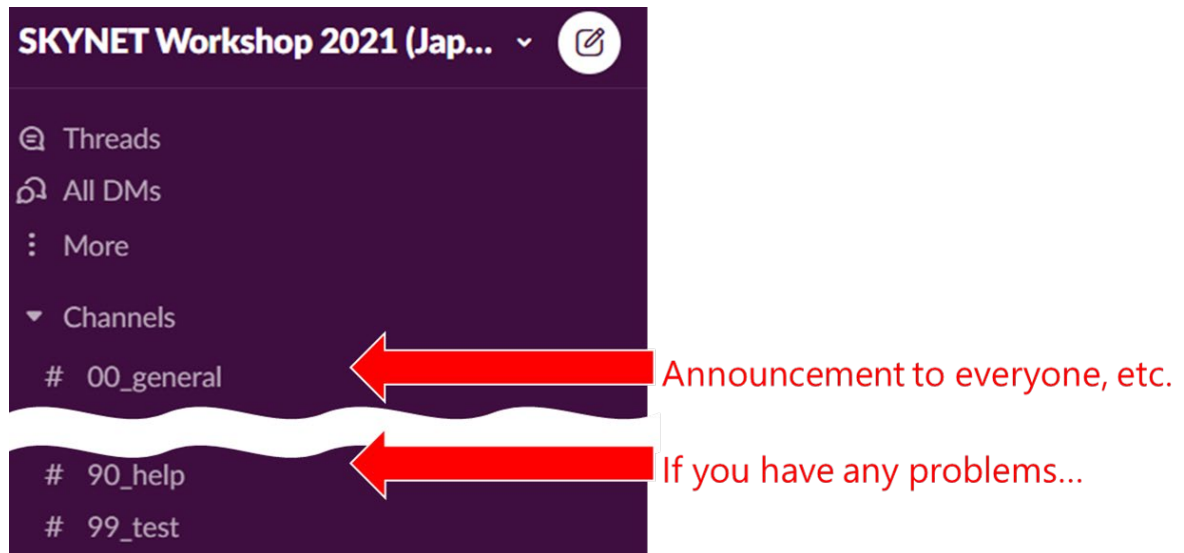 SKYNET Workshop 2021 (Jap...
Threads
All DMs
More
Channels
# 00_general
Announcement to everyone, etc.
# 90_help
If you have any problems...
# 99_test